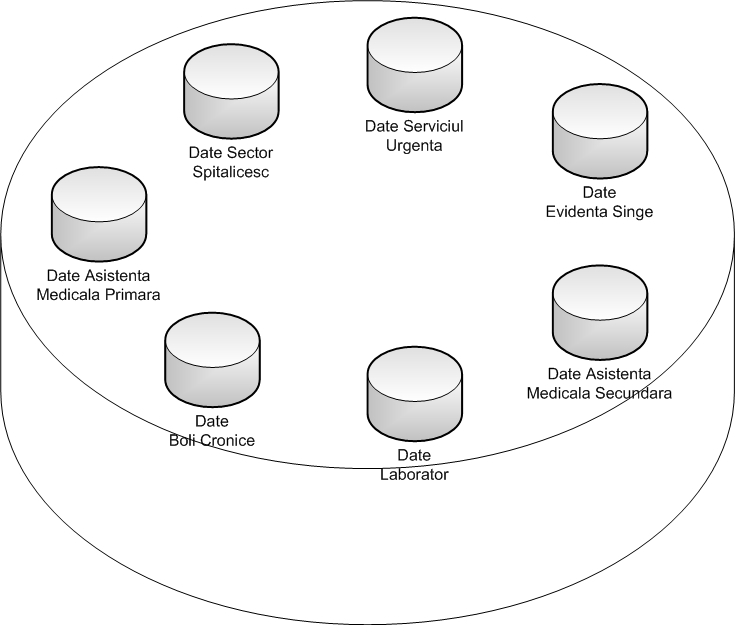 Date Serviciul
Urgenta
Date Sector
Spitalicesc
Date
Evidenta Singe
Date Asistenta
Medicala Primara
Date Asistenta
Medicala Secundara
Date
Boli Cronice
Date
Laborator